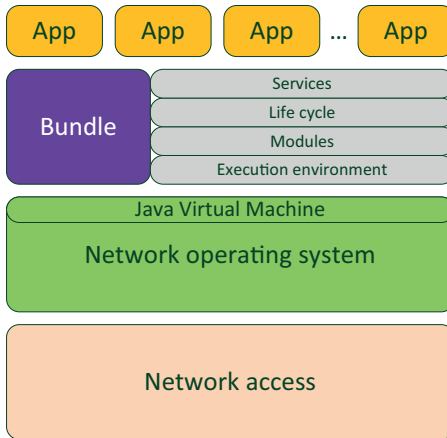 App App App ... App
Bundle
Services
Life cycle
Modules
Execution environment
Java Virtual Machine
Network operating system
Network access